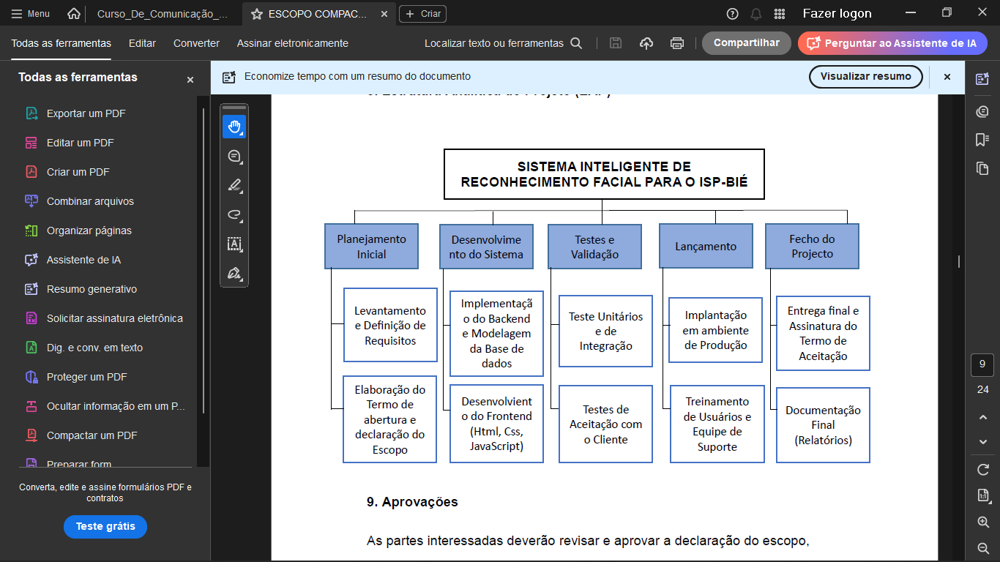 Menu
Curso_De_Comunicação_...
ESCOPO COMPAC...
Criar
Fazer logon
Todas as ferramentas
Editar
Converter
Assinar eletronicamente
Localizar texto ou ferramentas
Compartilhar
Perguntar ao Assistente de IA
Todas as ferramentas
Exportar um PDF
Editar um PDF
Criar um PDF
Combinar arquivos
Organizar páginas
Assistente de IA
Resumo generativo
Solicitar assinatura eletrônica
Dig. e conv. em texto
Proteger um PDF
Ocultar informação em um P...
Compactar um PDF
Preparar form
Converta, edite e assine formulários PDF e
contratos
Teste grátis
Economize tempo com um resumo do documento
Visualizar resumo
SISTEMA INTELIGENTE DE
RECONHECIMENTO FACIAL PARA O ISP-BIÉ
Planejamento
Inicial
Desenvolvime
nto do Sistema
Testes e
Validação
Lançamento
Fecho do
Projecto
Levantamento
e Definição de
Requisitos
Implementaçã
o do Backend
e Modelagem
da Base de
dados
Teste Unitários
e de
Integração
Implantação
em ambiente
de Produção
Entrega final e
Assinatura do
Termo de
Aceitação
Elaboração do
Termo de
abertura e
declaração do
Escopo
Desenvolvient
o do Frontend
(Html, Css,
JavaScript)
Testes de
Aceitação com
o Cliente
Treinamento
de Usuários e
Equipe de
Suporte
Documentação
Final
(Relatórios)
9. Aprovações
As partes interessadas deverão revisar e aprovar a declaração do escopo,
9
24
1:1